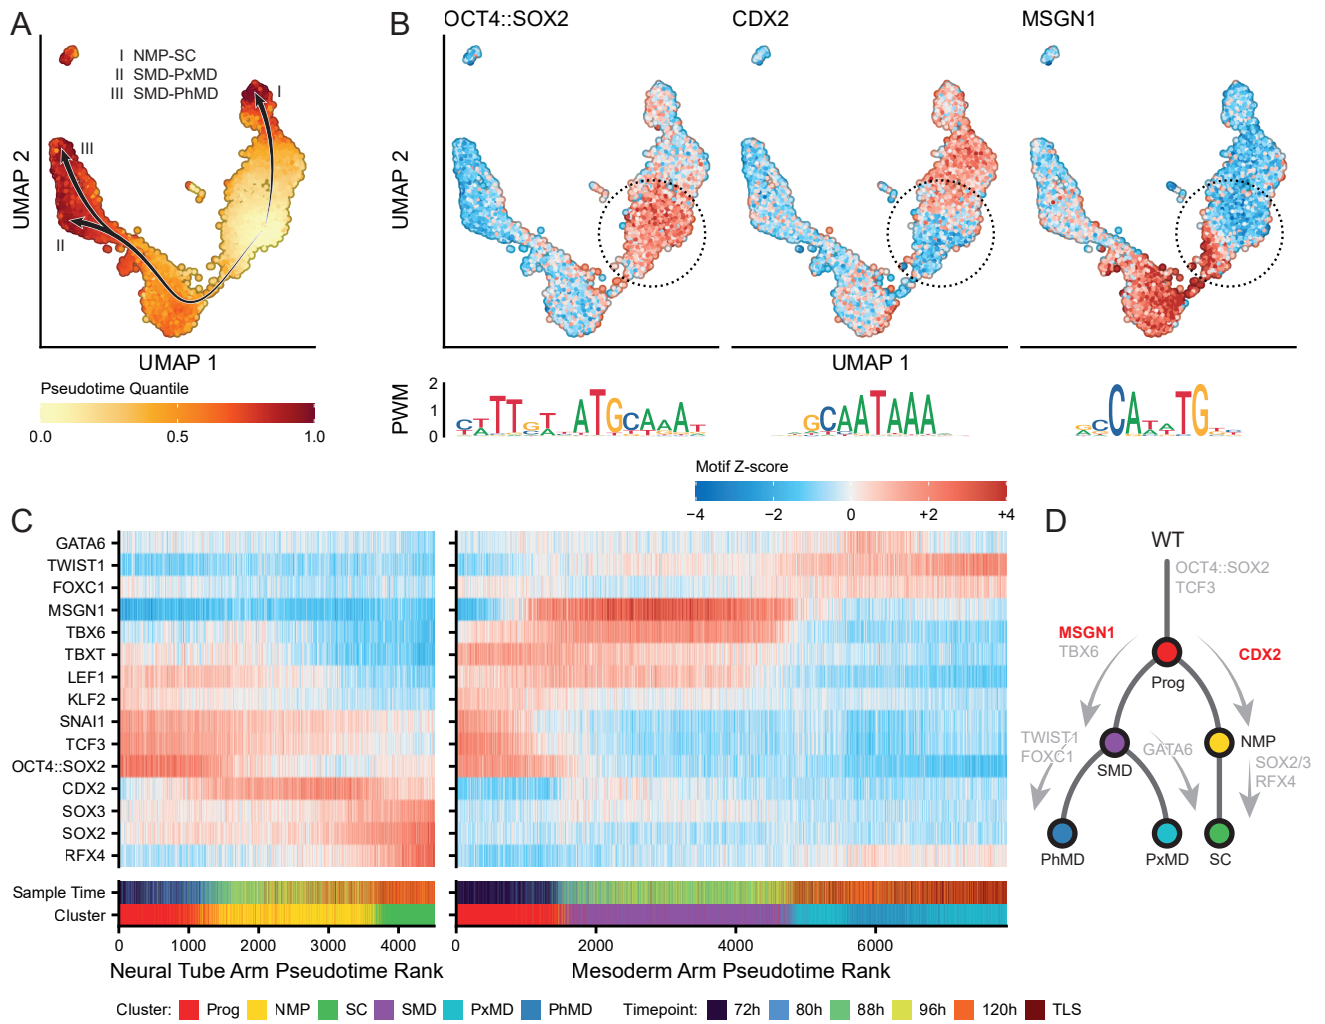 A
I NMP-SC
II SMD-PxMD
III SMD-PhMD
I
III
II
UMAP 2
UMAP 1
Pseudotime Quantile
0.0 0.5 1.0
B
OCT4::SOX2 CDX2 MSGN1
UMAP 2
UMAP 1
PWM
2
1
0
Motif Z-score
−4 −2 0 +2 +4
C
GATA6
TWIST1
FOXC1
MSGN1
TBX6
TBXT
LEF1
KLF2
SNAI1
TCF3
OCT4::SOX2
CDX2
SOX3
SOX2
RFX4
Sample Time
Cluster
0 1000 2000 3000 4000
Neural Tube Arm Pseudotime Rank
0 2000 4000 6000
Mesoderm Arm Pseudotime Rank
Cluster: Prog NMP SC SMD PxMD PhMD
Timepoint: 72h 80h 88h 96h 120h TLS
D
WT
OCT4::SOX2
TCF3
MSGN1
TBX6
CDX2
Prog
TWIST1
FOXC1
SMD
GATA6
NMP
SOX2/3
RFX4
PhMD PxMD SC